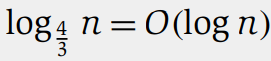 log_{4/3} n = O(log n)